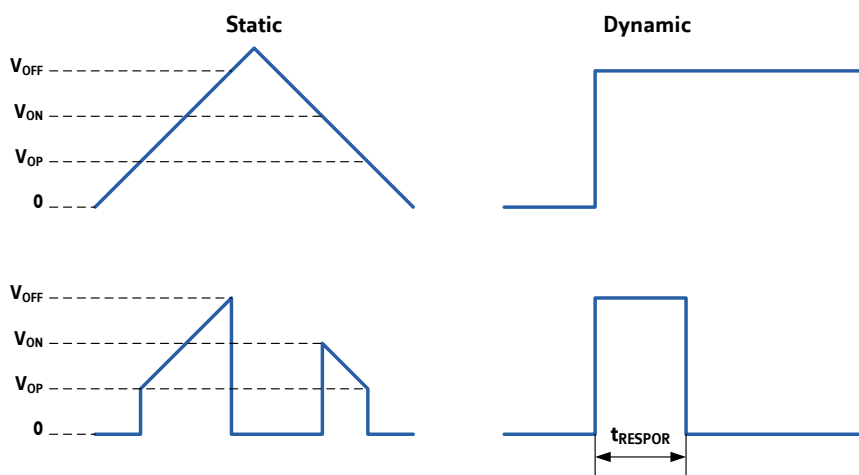 Static
Dynamic
VOFF
VON
VOP
0
VOFF
VON
VOP
0
tRESPOR